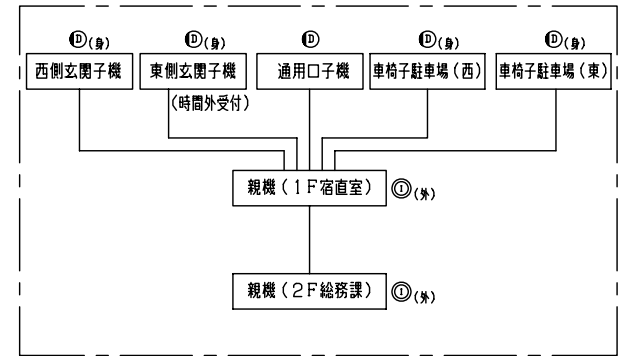 Ⓓ(身) Ⓓ(身) Ⓓ Ⓓ(身) Ⓓ(身)
西側玄関子機 東側玄関子機 通用口子機 車椅子駐車場(西) 車椅子駐車場(東)
(時間外受付)
親機(1F宿直室) Ⓘ(外)
親機(2F総務課) Ⓘ(外)